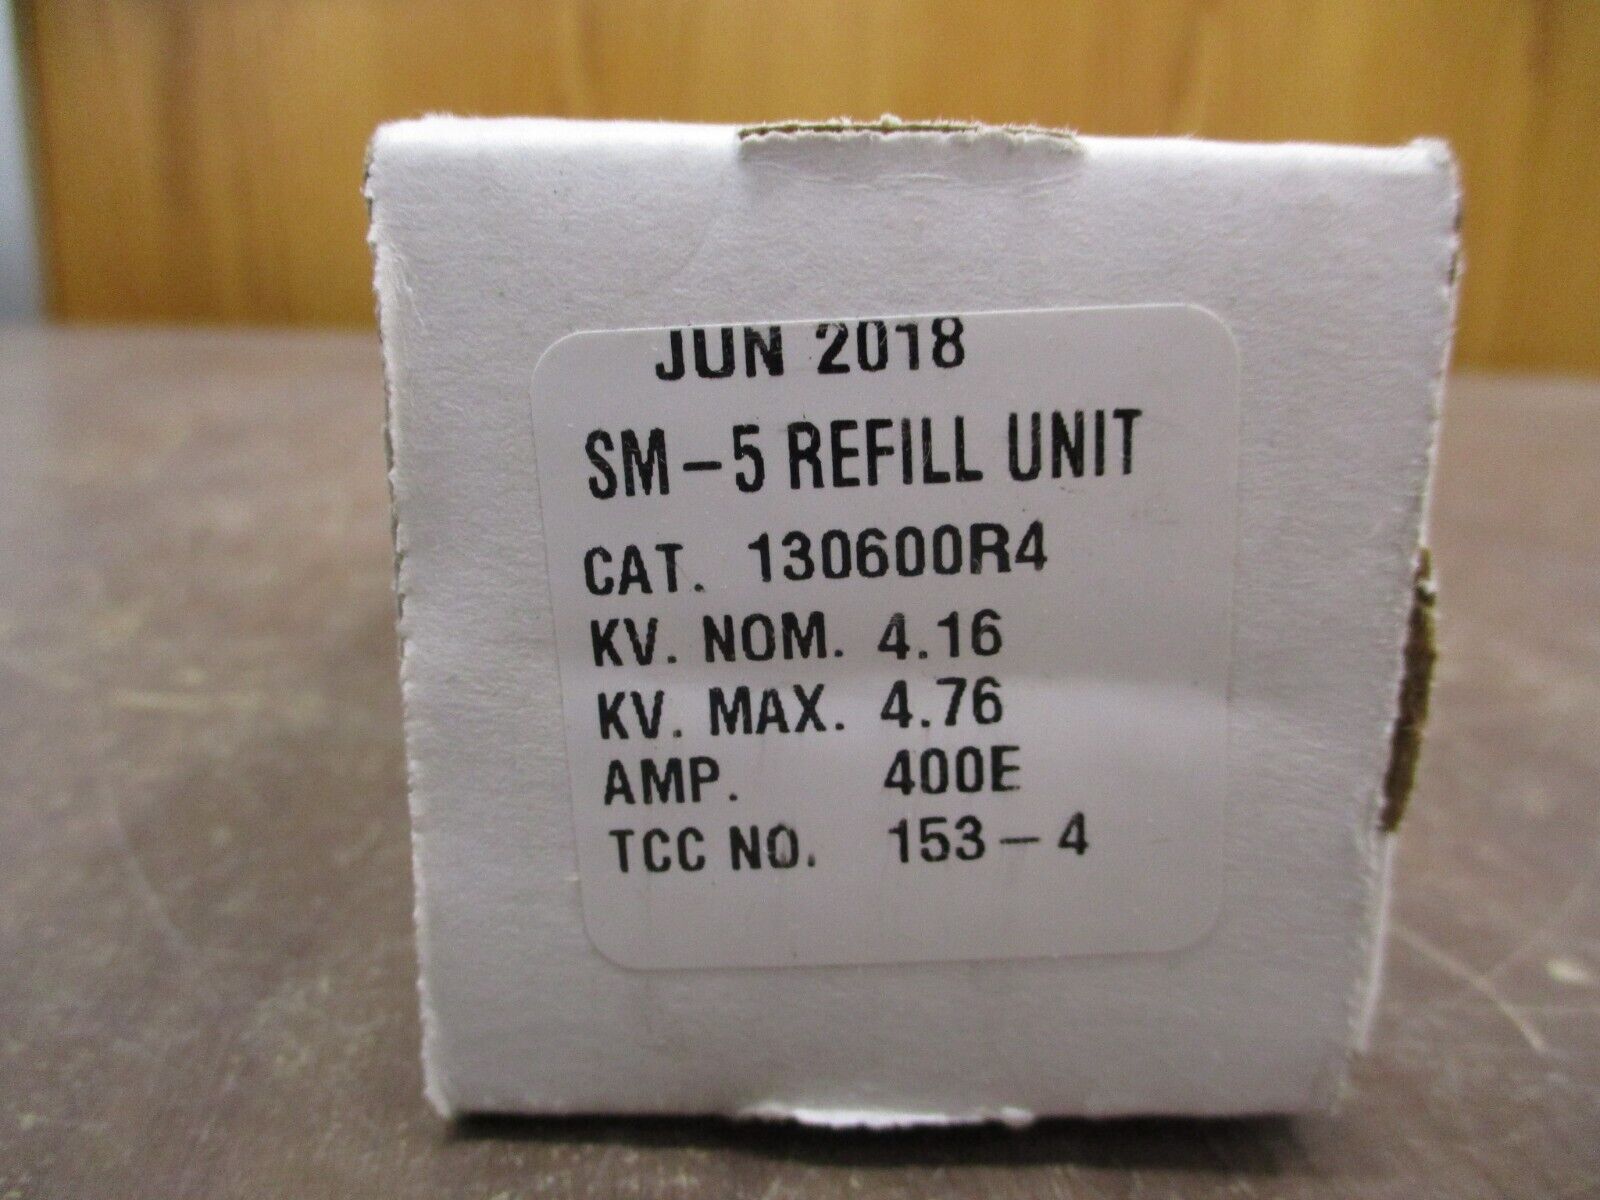 JUN 2018
SM-5 REFILL UNIT
CAT. 130600R4
KV. NOM. 4.16
KV. MAX. 4.76
AMP. 400E
TCC NO. 153-4